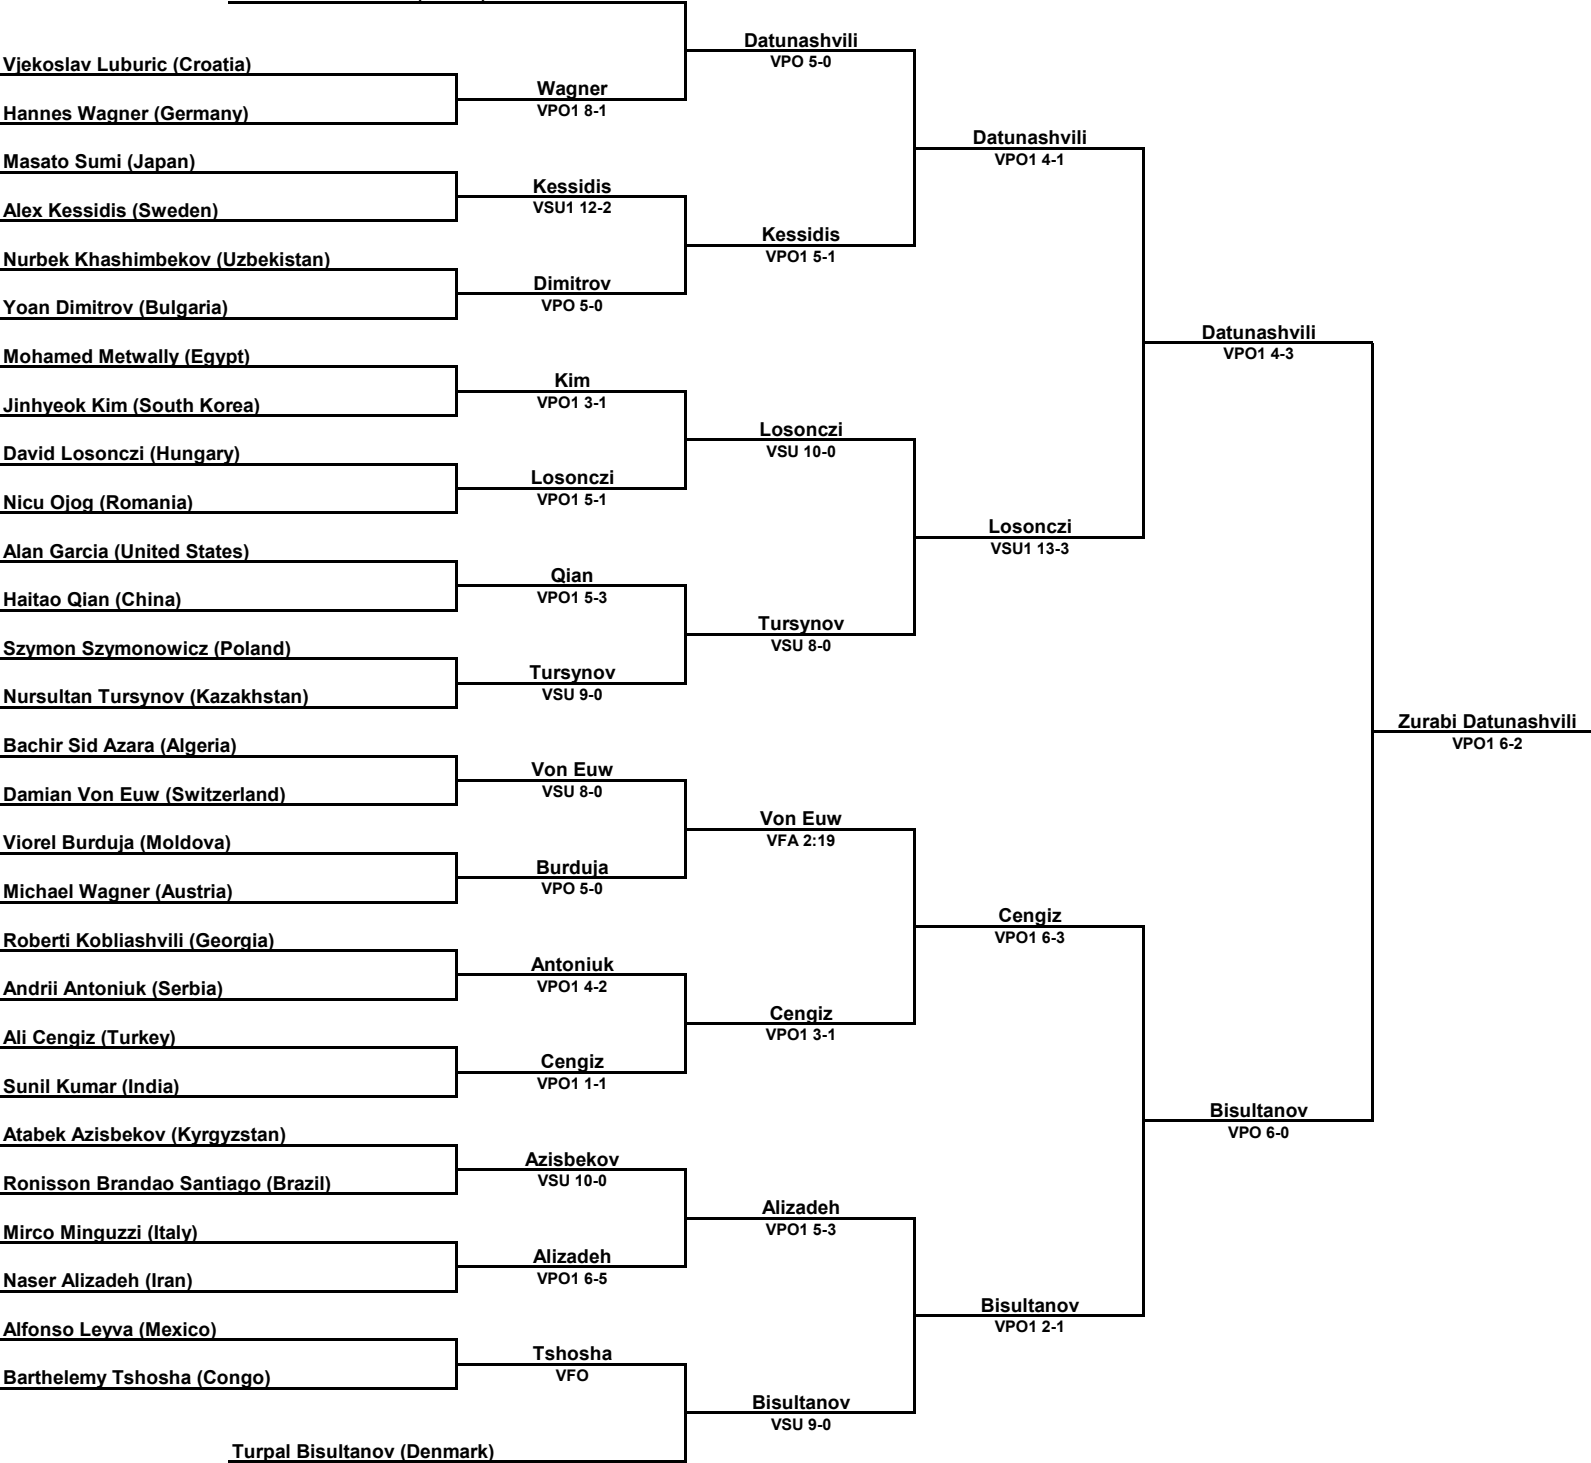 Datunashvili
VPO 5-0
Vjekoslav Luburic (Croatia)
Wagner
VPO1 8-1
Hannes Wagner (Germany)
Datunashvili
VPO1 4-1
Masato Sumi (Japan)
Kessidis
VSU1 12-2
Alex Kessidis (Sweden)
Kessidis
VPO1 5-1
Nurbek Khashimbekov (Uzbekistan)
Dimitrov
VPO 5-0
Yoan Dimitrov (Bulgaria)
Datunashvili
VPO1 4-3
Mohamed Metwally (Egypt)
Kim
VPO1 3-1
Jinhyeok Kim (South Korea)
Losonczi
VSU 10-0
David Losonczi (Hungary)
Losonczi
VPO1 5-1
Nicu Ojog (Romania)
Losonczi
VSU1 13-3
Alan Garcia (United States)
Qian
VPO1 5-3
Haitao Qian (China)
Tursynov
VSU 8-0
Szymon Szymonowicz (Poland)
Tursynov
VSU 9-0
Nursultan Tursynov (Kazakhstan)
Zurabi Datunashvili
VPO1 6-2
Bachir Sid Azara (Algeria)
Von Euw
VSU 8-0
Damian Von Euw (Switzerland)
Von Euw
VFA 2:19
Viorel Burduja (Moldova)
Burduja
VPO 5-0
Michael Wagner (Austria)
Cengiz
VPO1 6-3
Roberti Kobliashvili (Georgia)
Antoniuk
VPO1 4-2
Andrii Antoniuk (Serbia)
Cengiz
VPO1 3-1
Ali Cengiz (Turkey)
Cengiz
VPO1 1-1
Sunil Kumar (India)
Bisultanov
VPO 6-0
Atabek Azisbekov (Kyrgyzstan)
Azisbekov
VSU 10-0
Ronisson Brandao Santiago (Brazil)
Alizadeh
VPO1 5-3
Mirco Minguzzi (Italy)
Alizadeh
VPO1 6-5
Naser Alizadeh (Iran)
Bisultanov
VPO1 2-1
Alfonso Leyva (Mexico)
Tshosha
VFO
Barthelemy Tshosha (Congo)
Bisultanov
VSU 9-0
Turpal Bisultanov (Denmark)